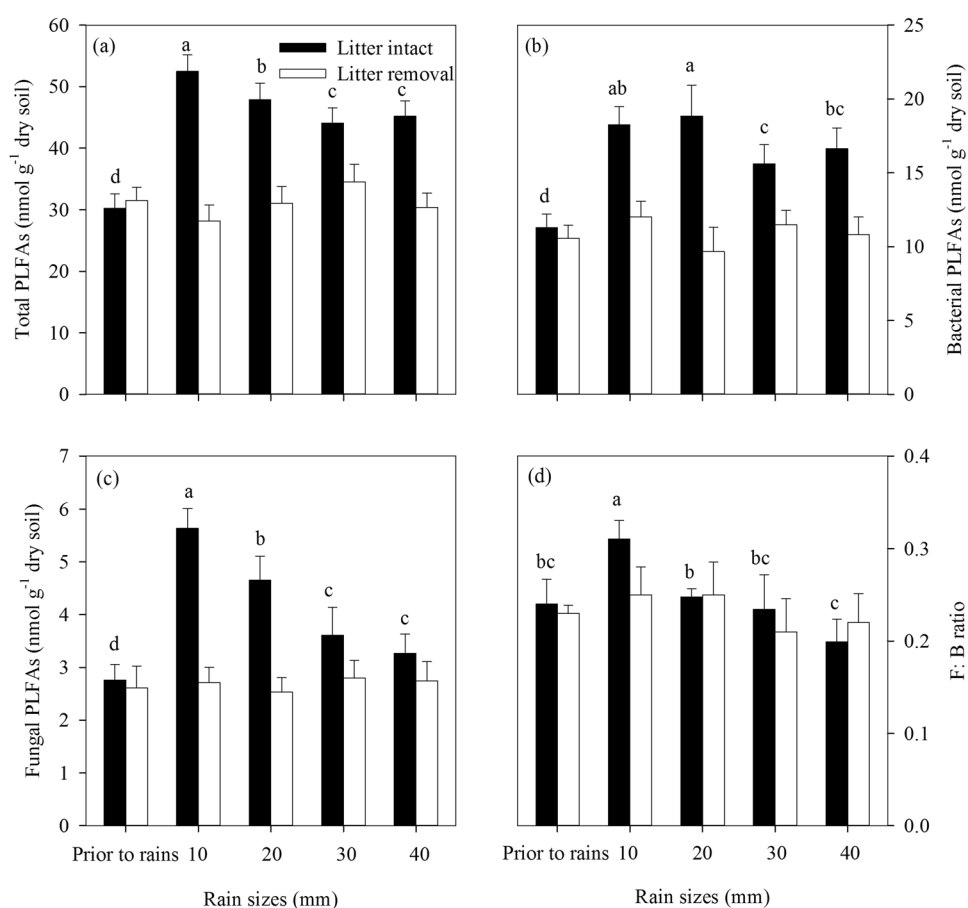 (a)
Litter intact
Litter removal
a
b
c
c
d
60
50
40
30
20
10
0
Total PLFAs (nmol g⁻¹ dry soil)
(b)
ab
a
c
bc
d
25
20
15
10
5
0
Bacterial PLFAs (nmol g⁻¹ dry soil)
(c)
a
b
c
c
d
7
6
5
4
3
2
1
0
Fungal PLFAs (nmol g⁻¹ dry soil)
Prior to rains 10 20 30 40
Rain sizes (mm)
(d)
bc
a
b
bc
c
0.4
0.3
0.2
0.1
0.0
F: B ratio
Prior to rains 10 20 30 40
Rain sizes (mm)